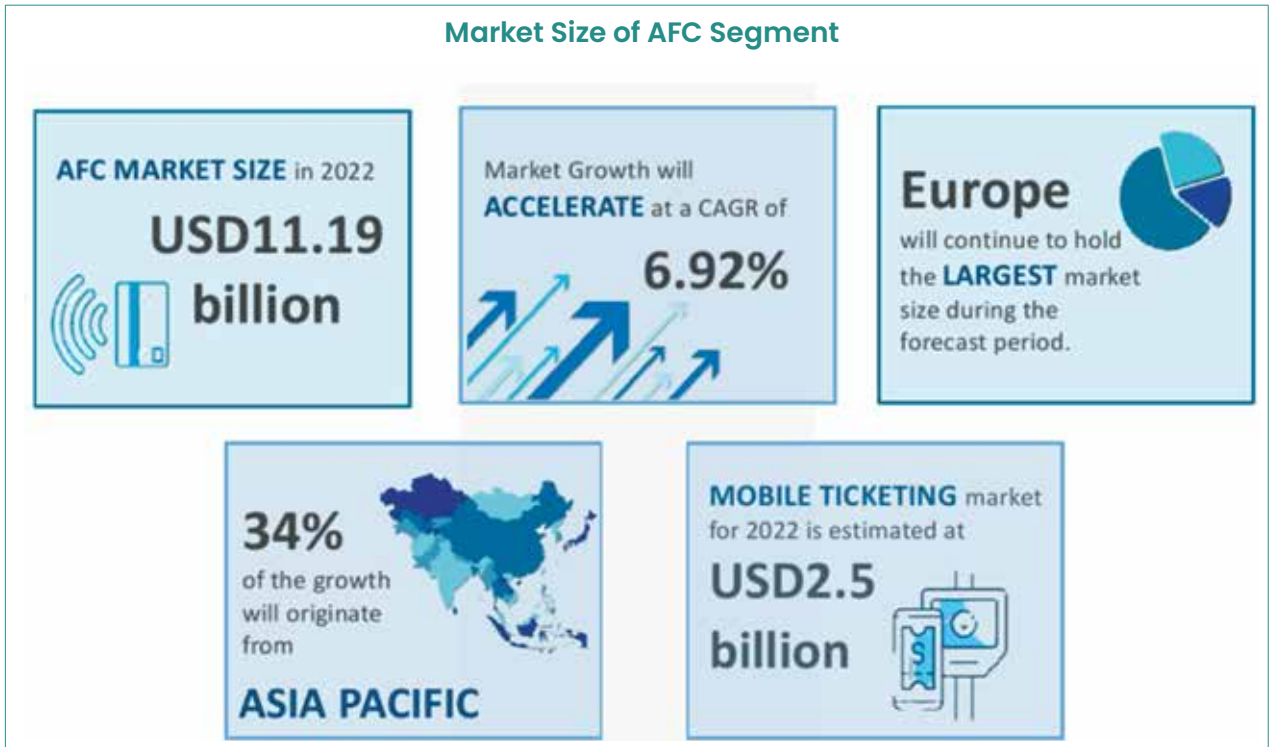 Market Size of AFC Segment
AFC MARKET SIZE in 2022
USD11.19
billion
Market Growth will
ACCELERATE at a CAGR of
6.92%
Europe
will continue to hold
the LARGEST market
size during the
forecast period.
34%
of the growth
will originate
from
ASIA PACIFIC
MOBILE TICKETING market
for 2022 is estimated at
USD2.5
billion
$